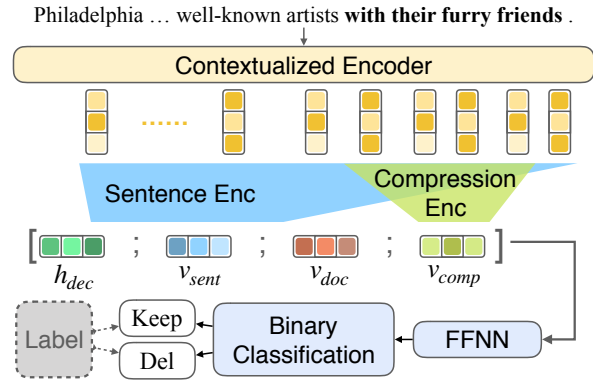 Philadelphia … well-known artists with their furry friends .
Contextualized Encoder
......
Sentence Enc
Compression
Enc
[ ; ; ; ]
h_dec v_sent v_doc v_comp
Label
Keep
Del
Binary
Classification
FFNN